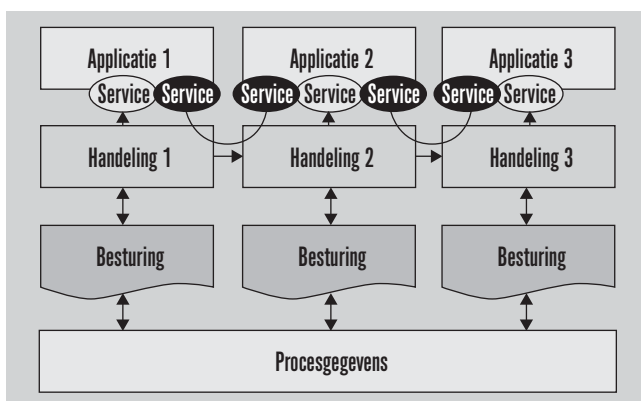 Applicatie 1 Applicatie 2 Applicatie 3
Service Service Service Service Service Service Service
Handeling 1 Handeling 2 Handeling 3
Besturing Besturing Besturing
Procesgegevens